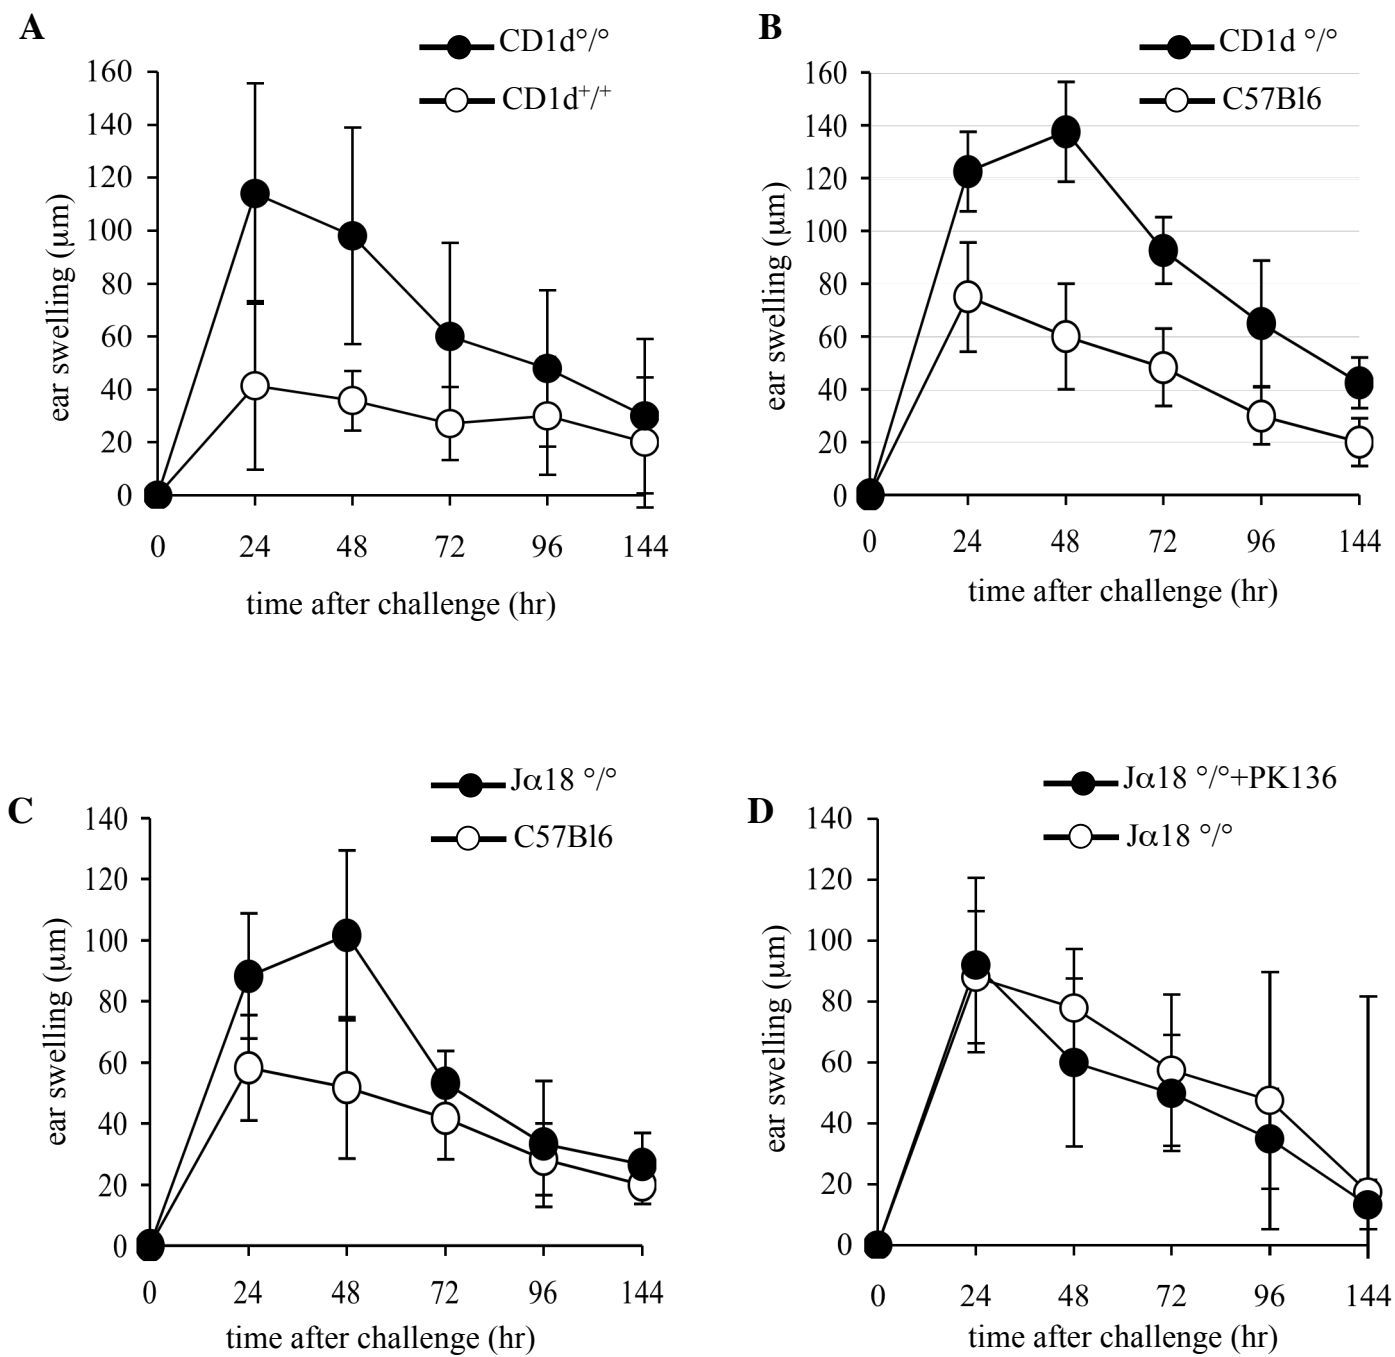 A
CD1d°/°
CD1d⁺/⁺
160
140
120
100
80
60
40
20
0
ear swelling (μm)
0 24 48 72 96 144
time after challenge (hr)
B
CD1d °/°
C57Bl6
160
140
120
100
80
60
40
20
0
ear swelling (μm)
0 24 48 72 96 144
time after challenge (hr)
C
Jα18 °/°
C57Bl6
140
120
100
80
60
40
20
0
ear swelling (μm)
0 24 48 72 96 144
time after challenge (hr)
D
Jα18 °/°+PK136
Jα18 °/°
140
120
100
80
60
40
20
0
ear swelling (μm)
0 24 48 72 96 144
time after challenge (hr)